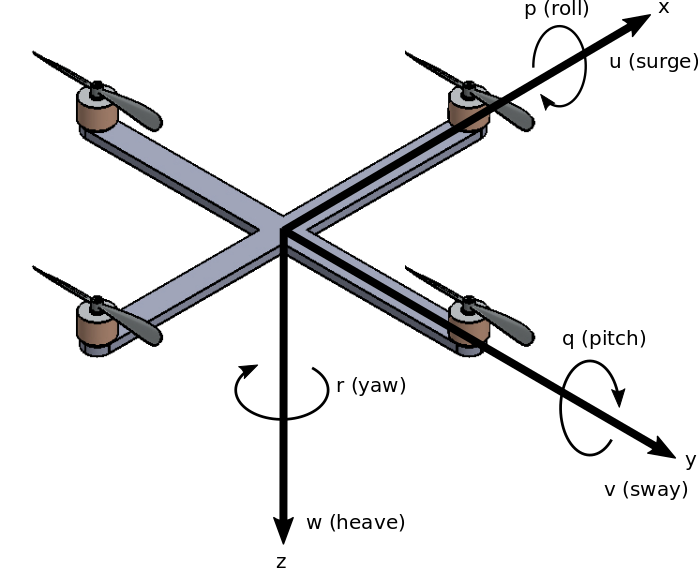 p (roll)
x
u (surge)
q (pitch)
r (yaw)
y
v (sway)
w (heave)
z